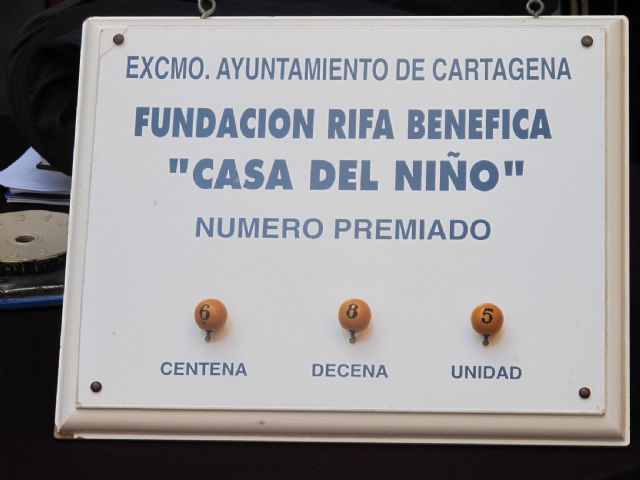 EXCMO. AYUNTAMIENTO DE CARTAGENA
FUNDACION RIFA BENEFICA
"CASA DEL NIÑO"
NUMERO PREMIADO
6 8 5
CENTENA DECENA UNIDAD